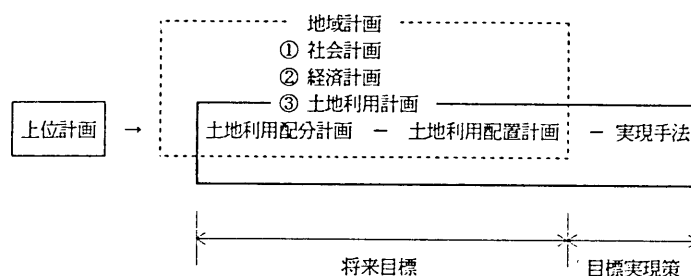 地域計画
① 社会計画
② 経済計画
③ 土地利用計画
上位計画 → 土地利用配分計画 － 土地利用配置計画 － 実現手法
将来目標 目標実現策